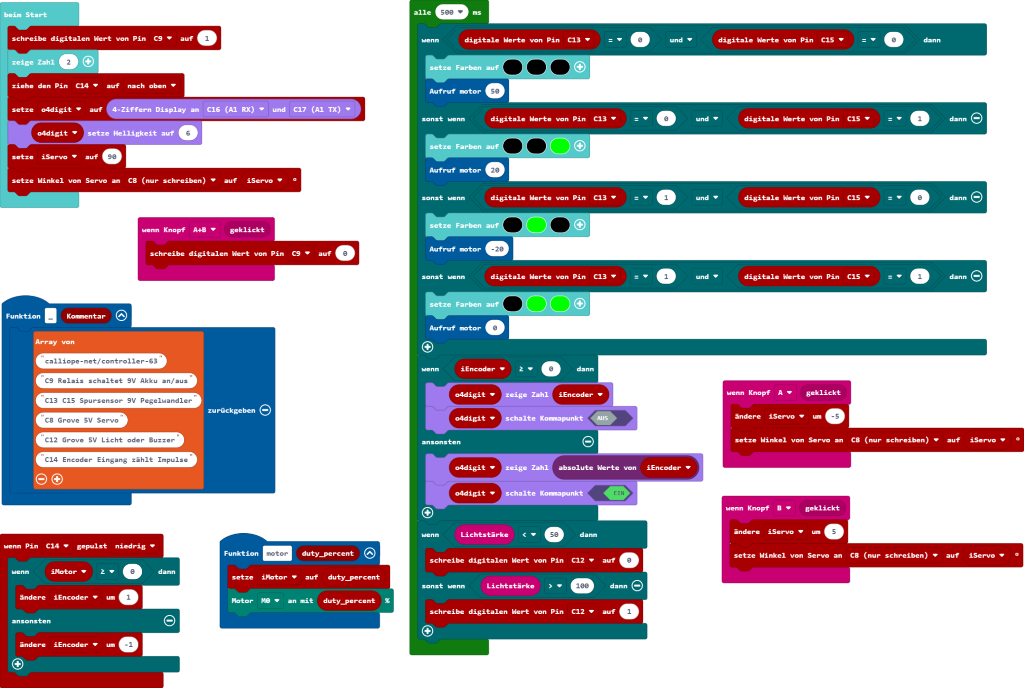 beim Start
schreibe digitalen Wert von Pin C9 auf 1
zeige Zahl 2
ziehe den Pin C14 auf nach oben
setze o4digit auf 4-Ziffern Display an C16 (A1 RX) und C17 (A1 TX)
o4digit setze Helligkeit auf 6
setze iServo auf 90
setze Winkel von Servo an C8 (nur schreiben) auf iServo °
wenn Knopf A+B geklickt
schreibe digitalen Wert von Pin C9 auf 0
Funktion _ Kommentar
Array von
"calliope-net/controller-63"
"C9 Relais schaltet 9V Akku an/aus"
"C13 C15 Spursensor 9V Pegelwandler"
"C8 Grove 5V Servo"
"C12 Grove 5V Licht oder Buzzer"
"C14 Encoder Eingang zählt Impulse"
zurückgeben
wenn Pin C14 gepulst niedrig
wenn iMotor ≥ 0 dann
ändere iEncoder um 1
ansonsten
ändere iEncoder um -1
Funktion motor duty_percent
setze iMotor auf duty_percent
Motor M0 an mit duty_percent %
alle 500 ms
wenn digitale Werte von Pin C13 = 0 und digitale Werte von Pin C15 = 0 dann
setze Farben auf
Aufruf motor 50
sonst wenn digitale Werte von Pin C13 = 0 und digitale Werte von Pin C15 = 1 dann
setze Farben auf
Aufruf motor 20
sonst wenn digitale Werte von Pin C13 = 1 und digitale Werte von Pin C15 = 0 dann
setze Farben auf
Aufruf motor -20
sonst wenn digitale Werte von Pin C13 = 1 und digitale Werte von Pin C15 = 1 dann
setze Farben auf
Aufruf motor 0
wenn iEncoder ≥ 0 dann
o4digit zeige Zahl iEncoder
o4digit schalte Kommapunkt AUS
ansonsten
o4digit zeige Zahl absolute Werte von iEncoder
o4digit schalte Kommapunkt EIN
wenn Lichtstärke < 50 dann
schreibe digitalen Wert von Pin C12 auf 0
sonst wenn Lichtstärke > 100 dann
schreibe digitalen Wert von Pin C12 auf 1
wenn Knopf A geklickt
ändere iServo um -5
setze Winkel von Servo an C8 (nur schreiben) auf iServo °
wenn Knopf B geklickt
ändere iServo um 5
setze Winkel von Servo an C8 (nur schreiben) auf iServo °